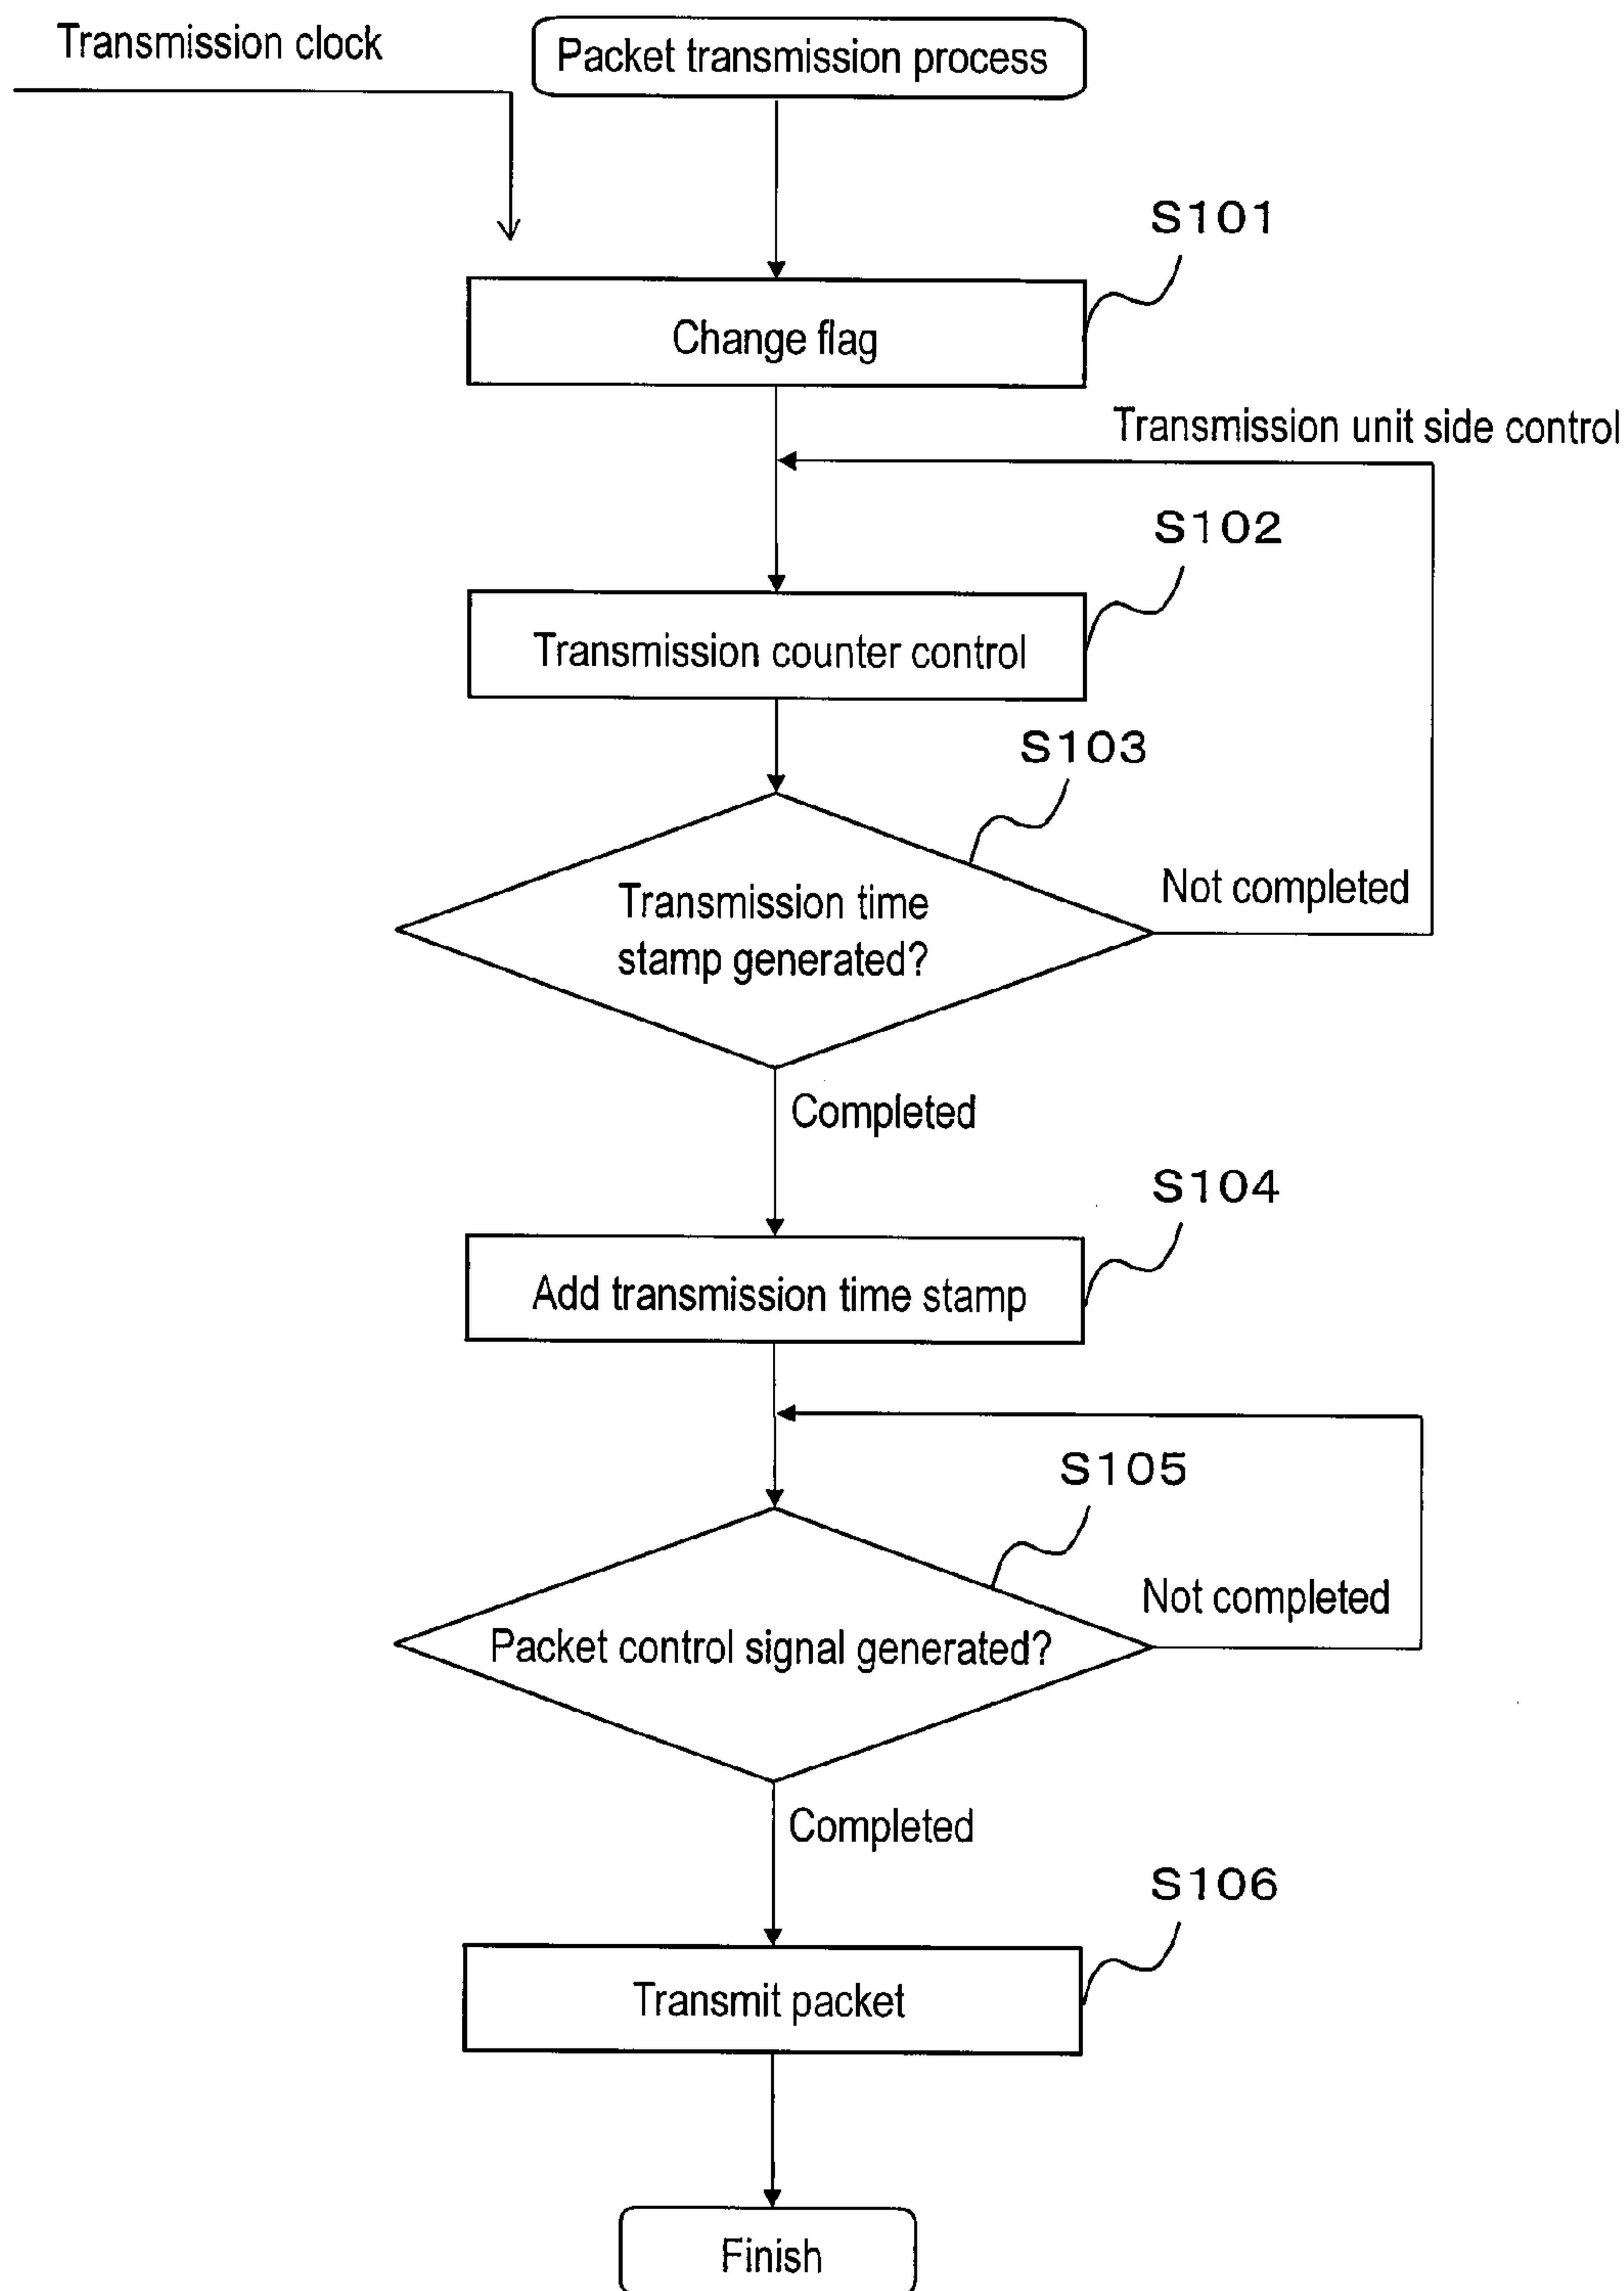 Transmission clock
Packet transmission process
S101
Change flag
Transmission unit side control
S102
Transmission counter control
S103
Transmission time
stamp generated?
Not completed
Completed
S104
Add transmission time stamp
S105
Packet control signal generated?
Not completed
Completed
S106
Transmit packet
Finish